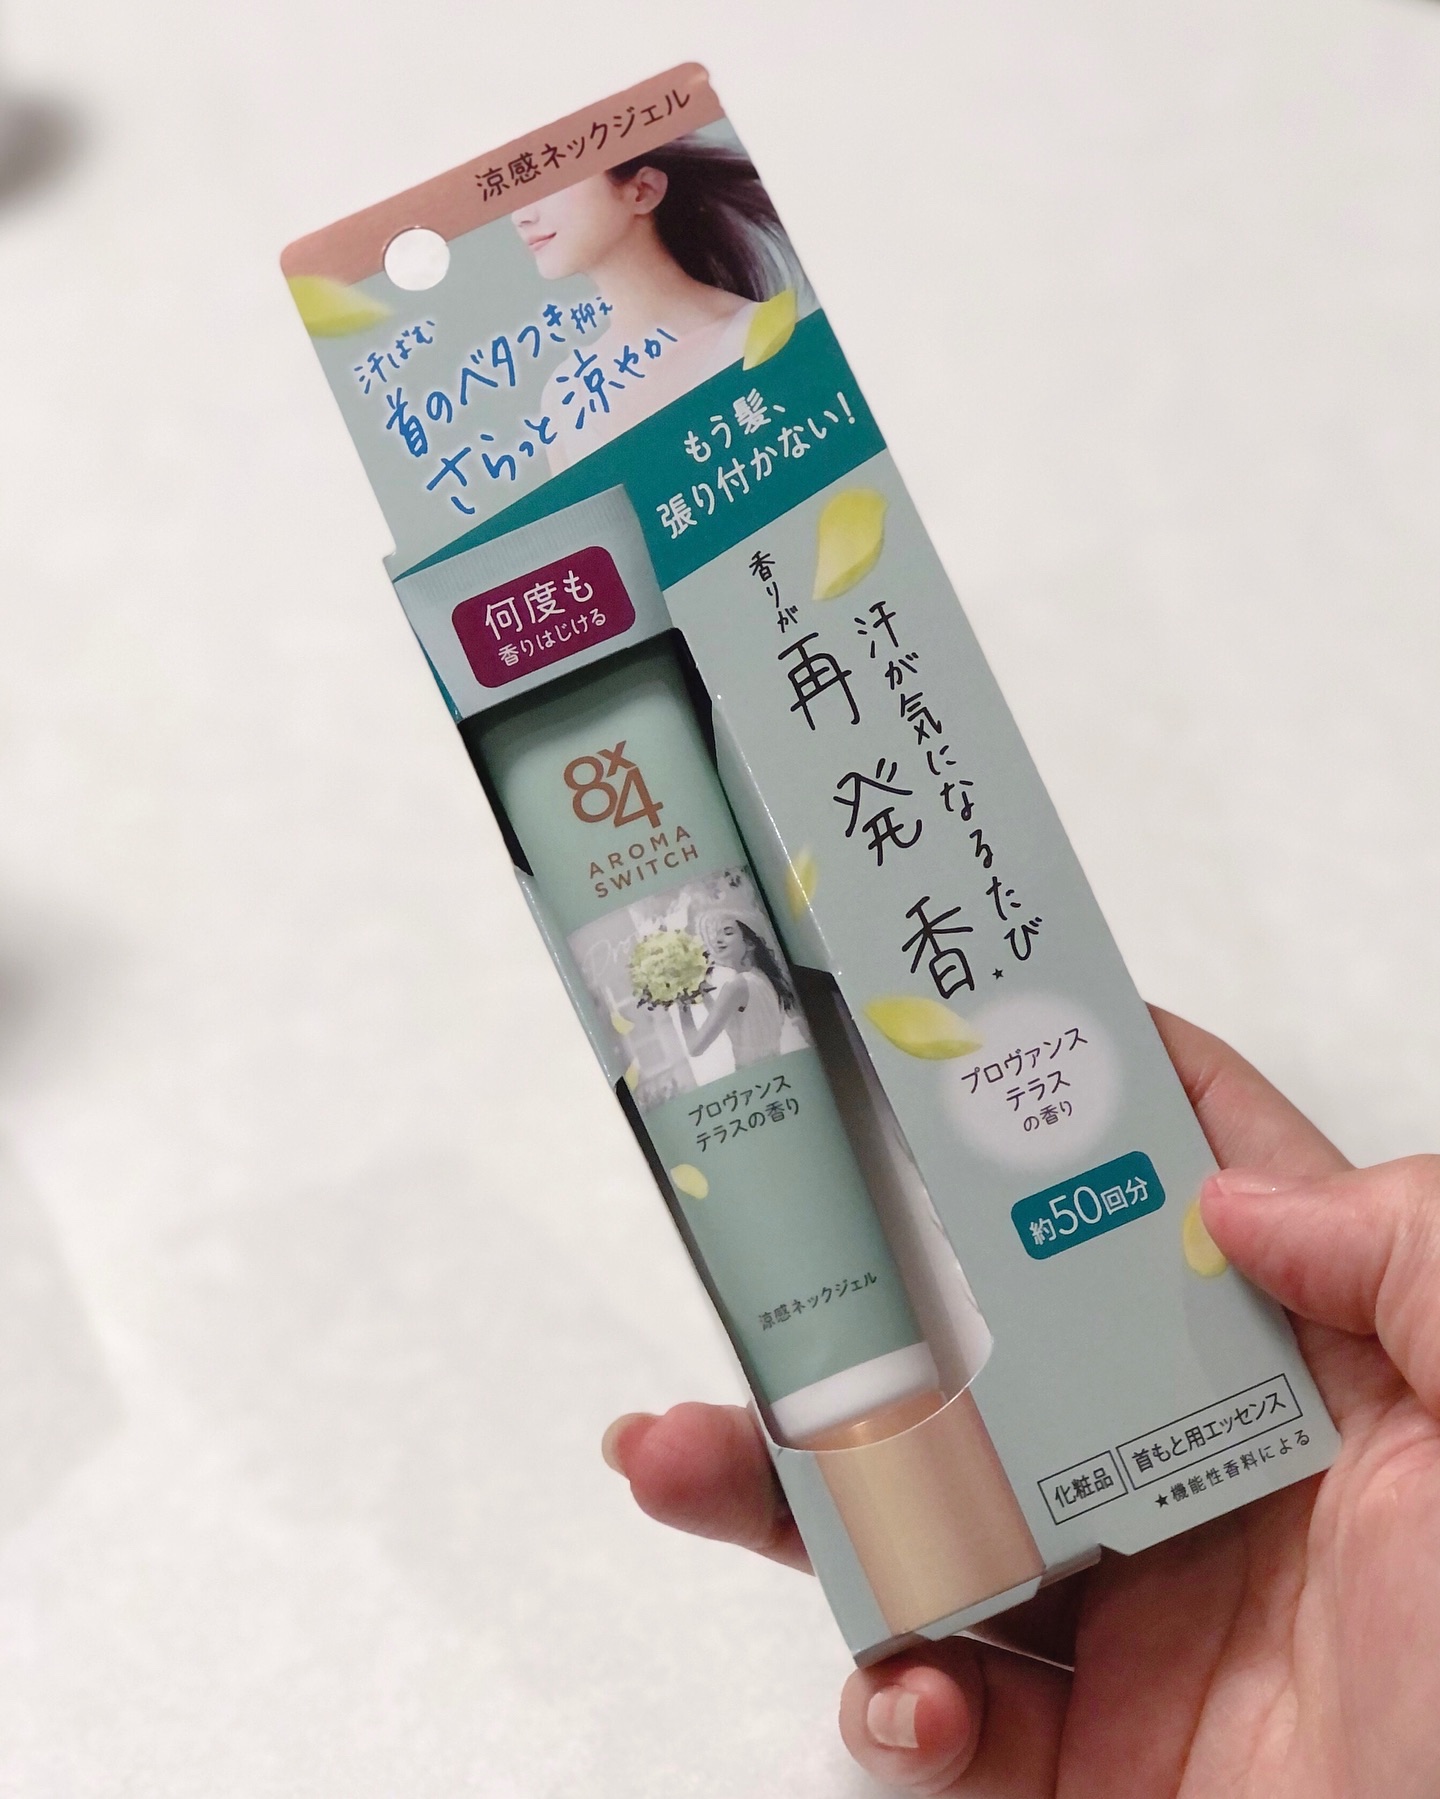 涼感ネックジェル
汗ばむ
首のベタつき抑え
さらっと涼やか
もう髪、
張り付かない!
何度も
香りはじける
汗が気になるたび
香りが
再発香★
8x4
AROMA
SWITCH
プロヴァンス
テラスの香り
涼感ネックジェル
プロヴァンス
テラス
の香り
約50回分
化粧品
首もと用エッセンス
★機能性香料による